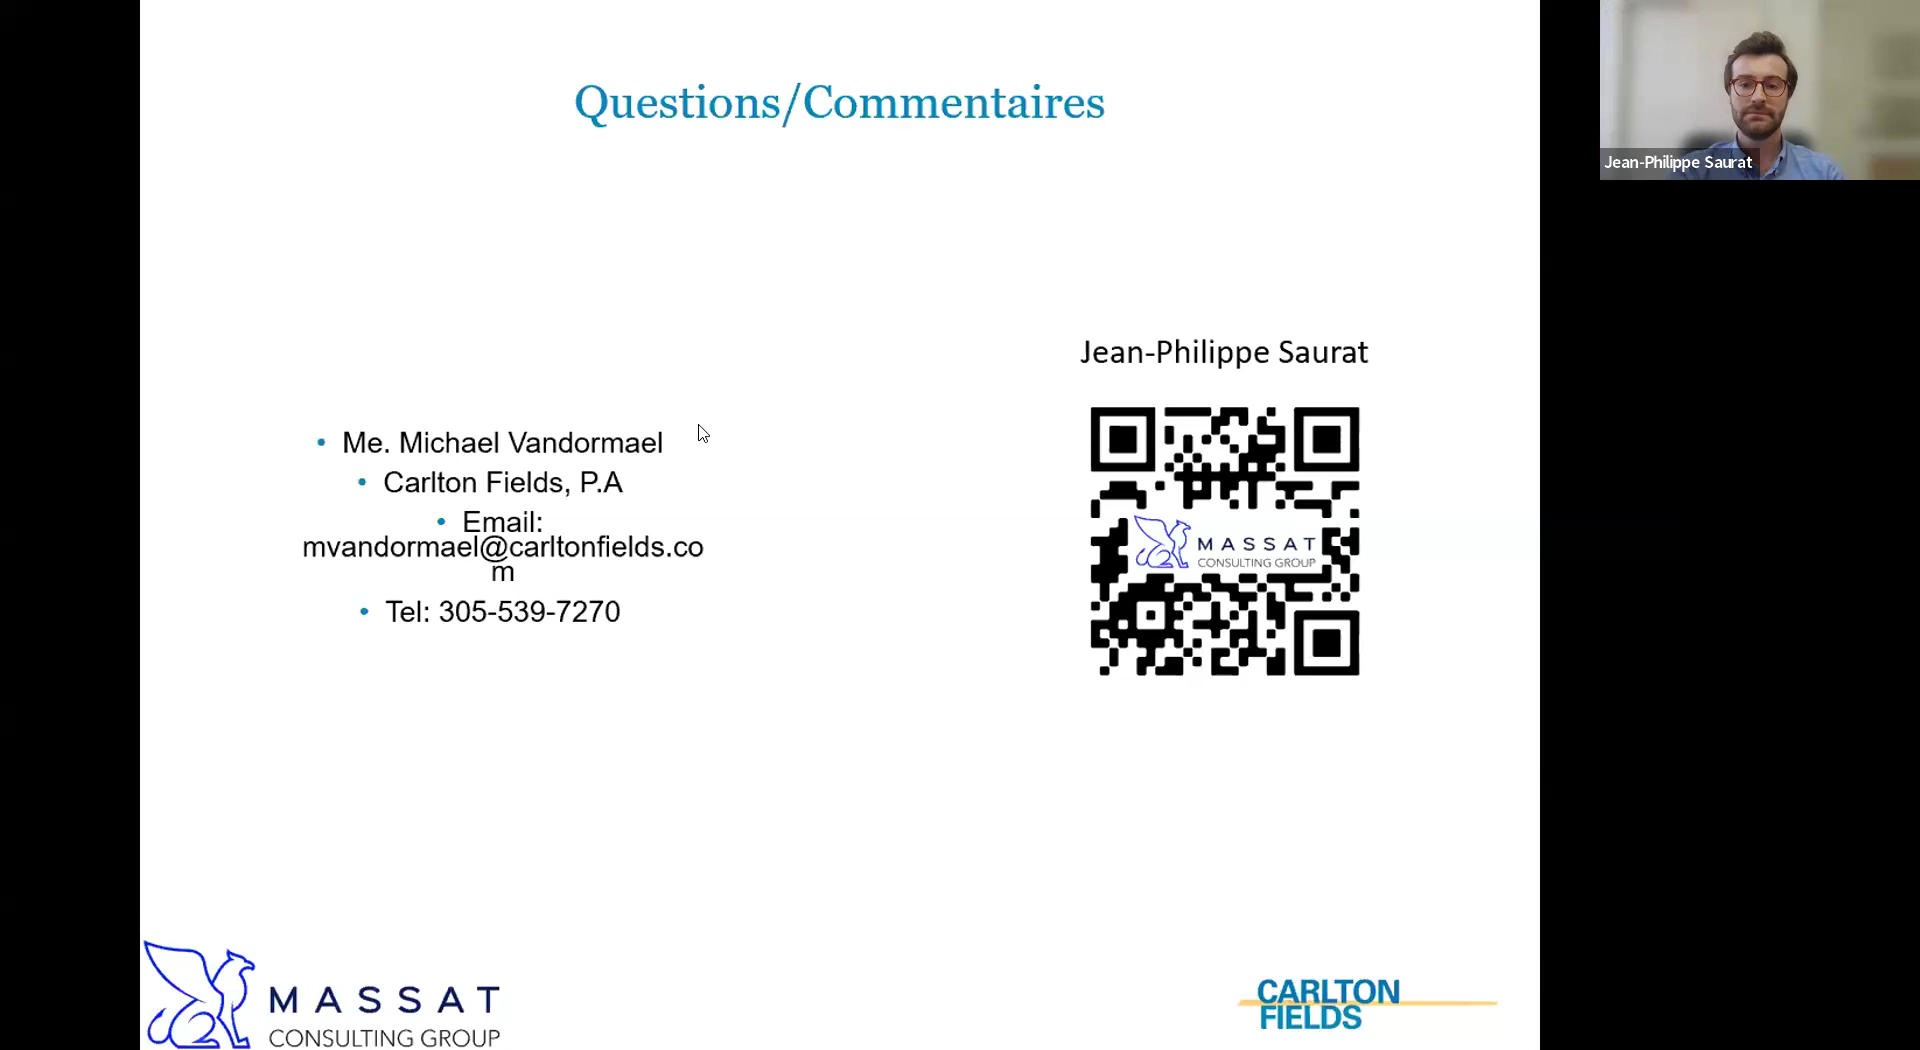 Questions/Commentaires
Jean-Philippe Saurat
Jean-Philippe Saurat
• Me. Michael Vandormael
• Carlton Fields, P.A
• Email:
mvandormael@carltonfields.co
m
• Tel: 305-539-7270
MASSAT
CONSULTING GROUP
MASSAT
CONSULTING GROUP
CARLTON
FIELDS